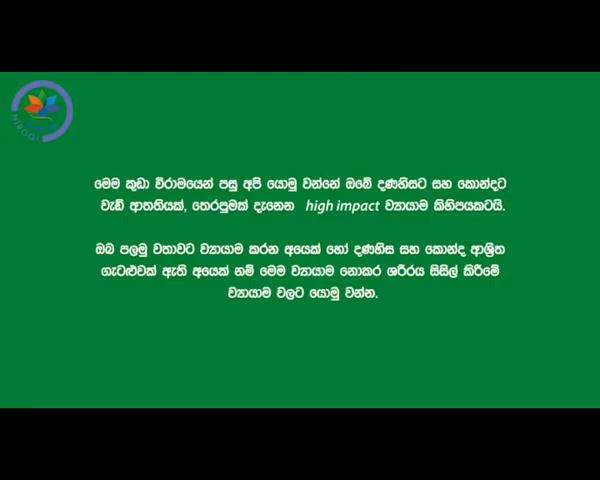 NIROGI
මෙම කුඩා විරාමයෙන් පසු අපි යොමු වන්නේ ඔබේ දණහිසට සහ කොන්දට
වැඩි ආතතියක්, තෙරපුමක් දැනෙන high impact ව්‍යායාම කිහිපයකටයි.
ඔබ පලමු වතාවට ව්‍යායාම කරන අයෙක් හෝ දණහිස සහ කොන්ද ආශ්‍රිත
ගැටළුවක් ඇති අයෙක් නම් මෙම ව්‍යායාම නොකර ශරීරය සිසිල් කිරීමේ
ව්‍යායාම වලට යොමු වන්න.